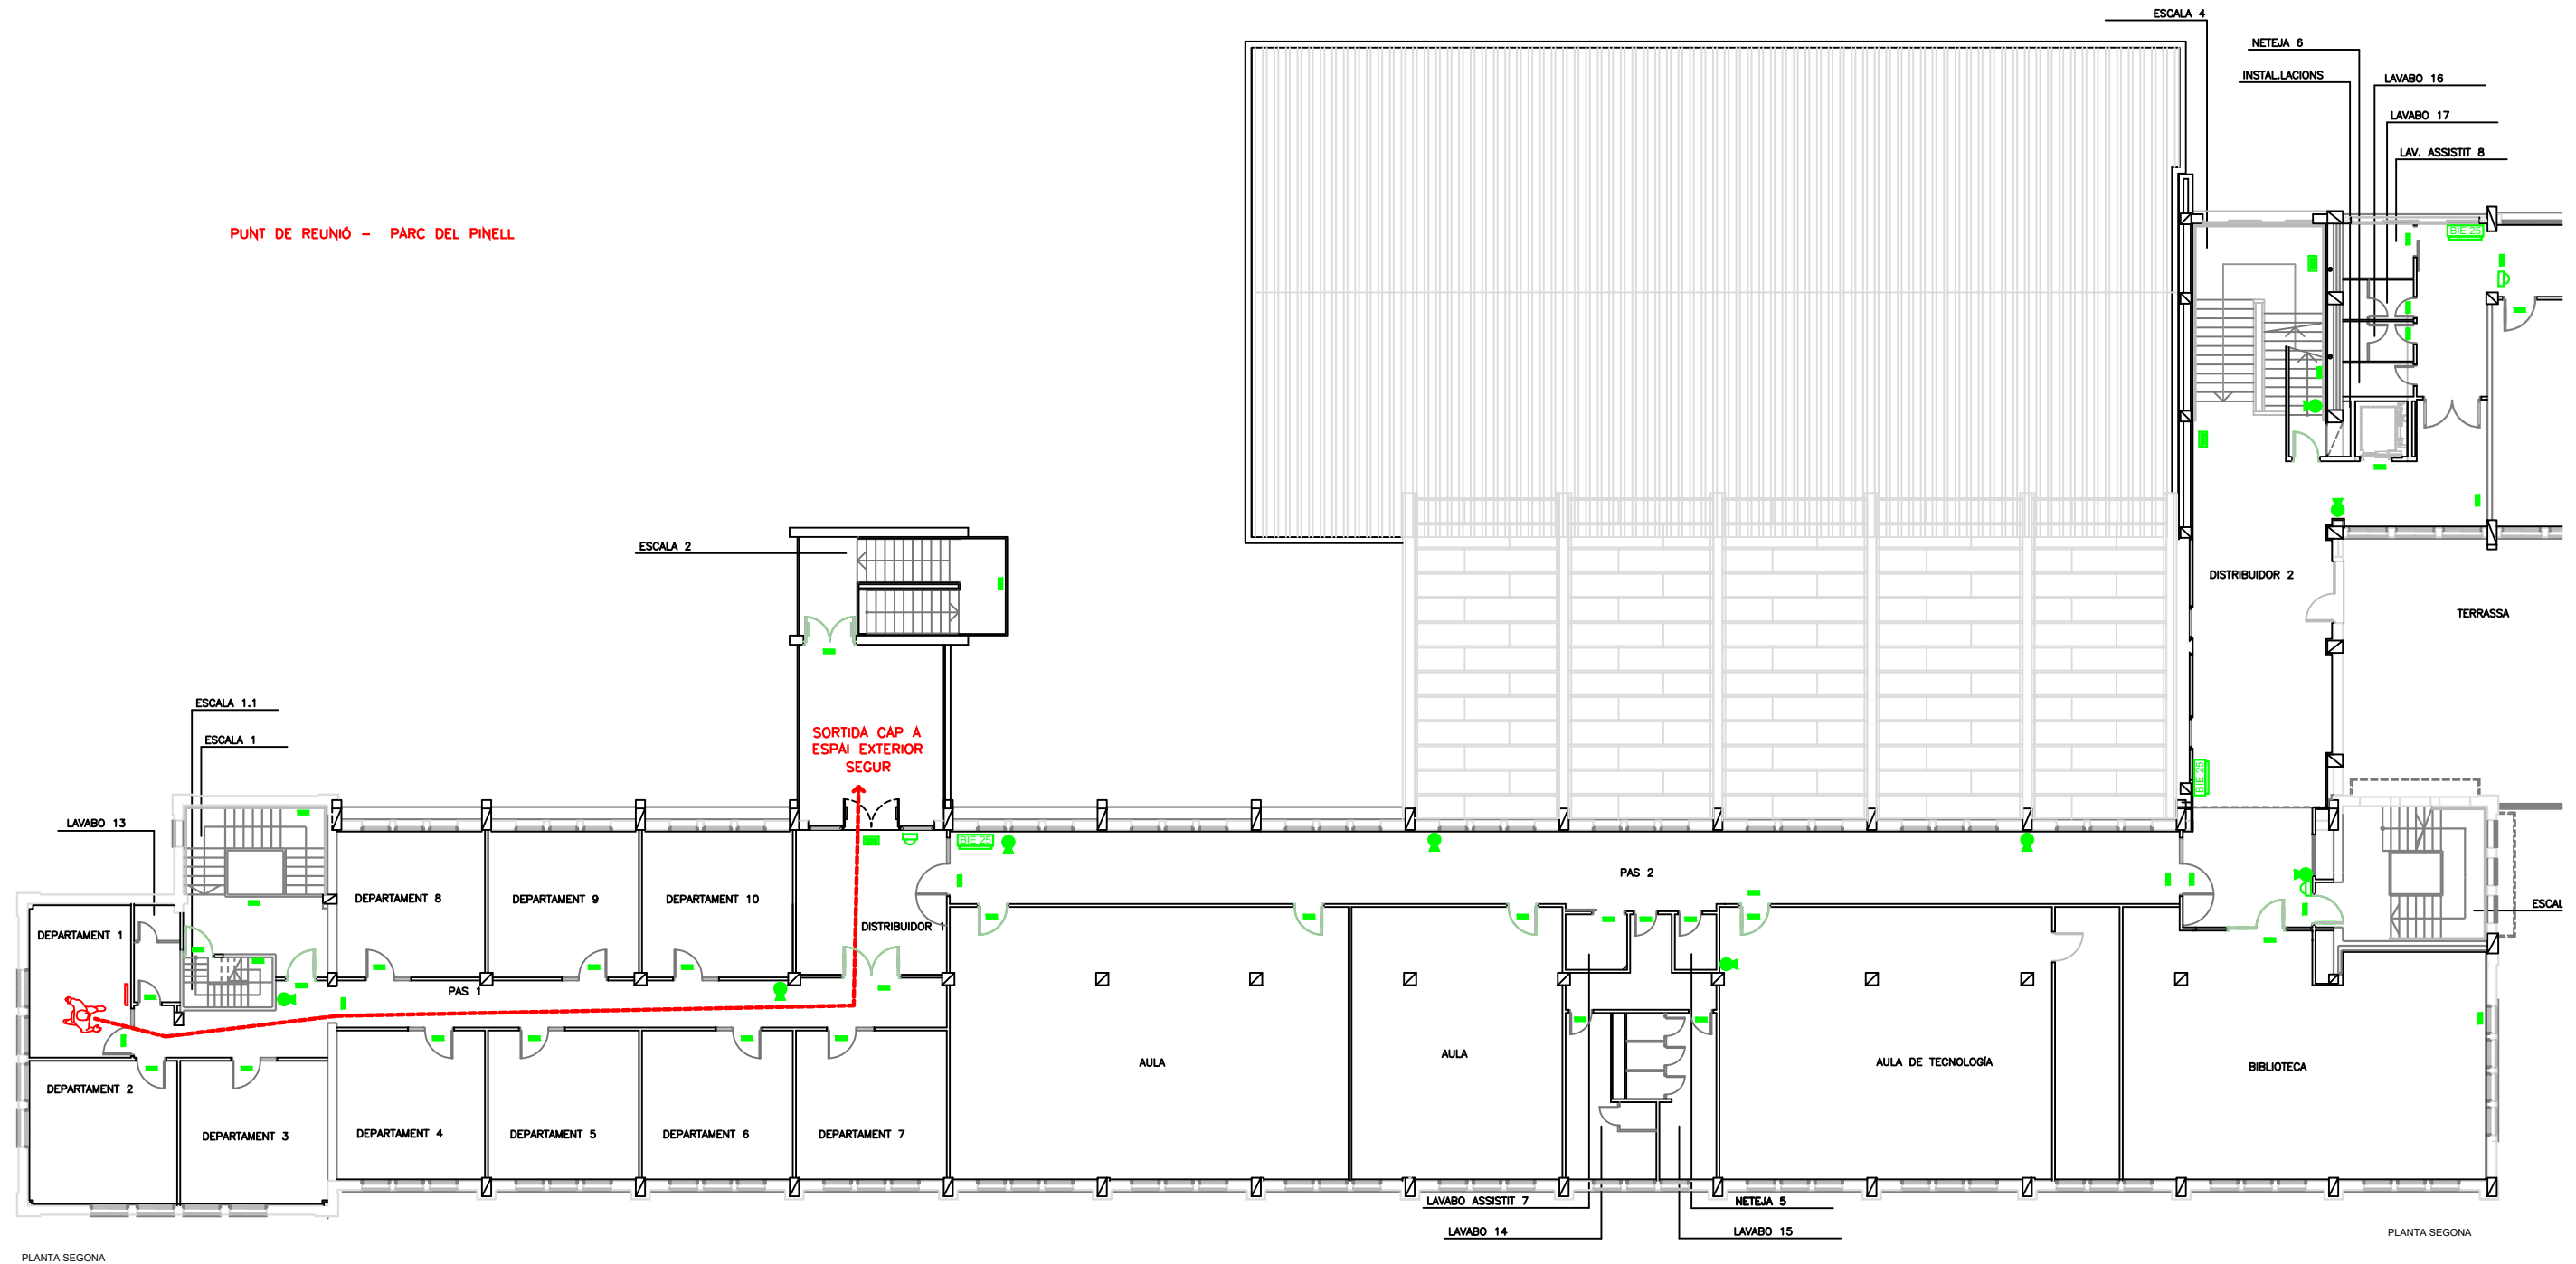 ESCALA 4
NETEJA 6
INSTAL.LACIONS
LAVABO 16
LAVABO 17
LAV. ASSISTIT 8
PUNT DE REUNIÓ - PARC DEL PINELL
BIE 25
ESCALA 2
DISTRIBUIDOR 2
TERRASSA
ESCALA 1.1
ESCALA 1
SORTIDA CAP A
ESPAI EXTERIOR
SEGUR
BIE 25
LAVABO 13
BIE 25
PAS 2
DEPARTAMENT 8
DEPARTAMENT 9
DEPARTAMENT 10
ESCAL
DISTRIBUIDOR 1
DEPARTAMENT 1
PAS 1
AULA
AULA
AULA DE TECNOLOGÍA
BIBLIOTECA
DEPARTAMENT 2
DEPARTAMENT 3
DEPARTAMENT 4
DEPARTAMENT 5
DEPARTAMENT 6
DEPARTAMENT 7
LAVABO ASSISTIT 7
NETEJA 5
LAVABO 14
LAVABO 15
PLANTA SEGONA
PLANTA SEGONA